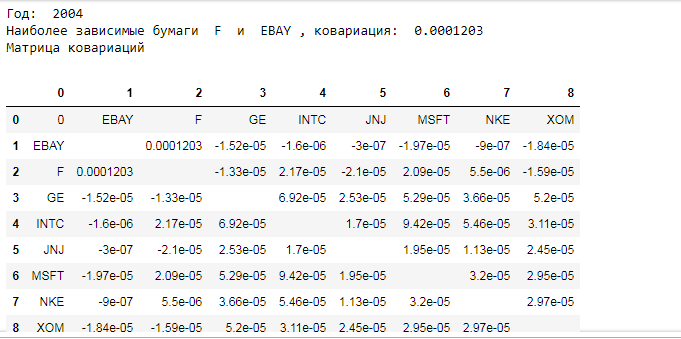 Год:  2004
Наиболее зависимые бумаги  F  и  EBAY , ковариация:  0.0001203
Матрица ковариаций
0 1 2 3 4 5 6 7 8
0 0 EBAY F GE INTC JNJ MSFT NKE XOM
1 EBAY 0.0001203 -1.52e-05 -1.6e-06 -3e-07 -1.97e-05 -9e-07 -1.84e-05
2 F 0.0001203 -1.33e-05 2.17e-05 -2.1e-05 2.09e-05 5.5e-06 -1.59e-05
3 GE -1.52e-05 -1.33e-05 6.92e-05 2.53e-05 5.29e-05 3.66e-05 5.2e-05
4 INTC -1.6e-06 2.17e-05 6.92e-05 1.7e-05 9.42e-05 5.46e-05 3.11e-05
5 JNJ -3e-07 -2.1e-05 2.53e-05 1.7e-05 1.95e-05 1.13e-05 2.45e-05
6 MSFT -1.97e-05 2.09e-05 5.29e-05 9.42e-05 1.95e-05 3.2e-05 2.95e-05
7 NKE -9e-07 5.5e-06 3.66e-05 5.46e-05 1.13e-05 3.2e-05 2.97e-05
8 XOM -1.84e-05 -1.59e-05 5.2e-05 3.11e-05 2.45e-05 2.95e-05 2.97e-05